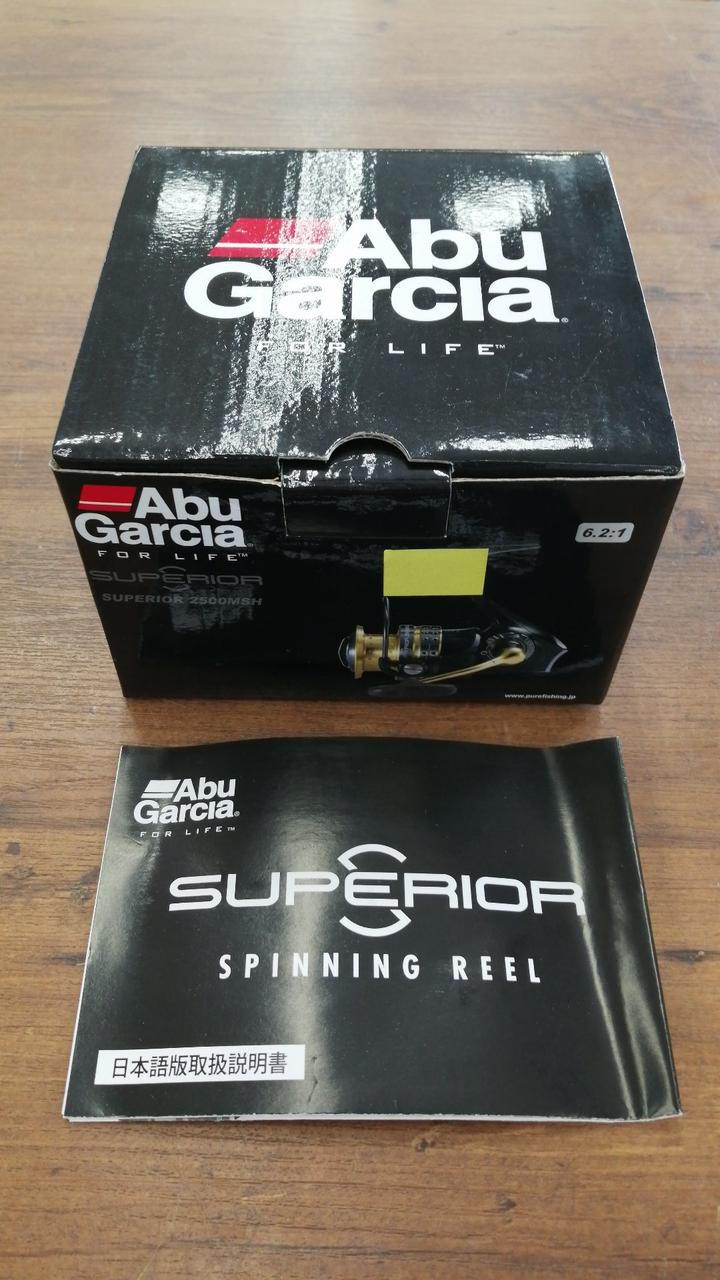 Abu
Garcia®
FOR LIFE™
Abu
Garcia®
FOR LIFE™
6.2:1
SUPERIOR
SUPERIOR 2500MSH
www.purefishing.jp
Abu
Garcia®
FOR LIFE™
SUPERIOR
SPINNING REEL
日本語版取扱説明書